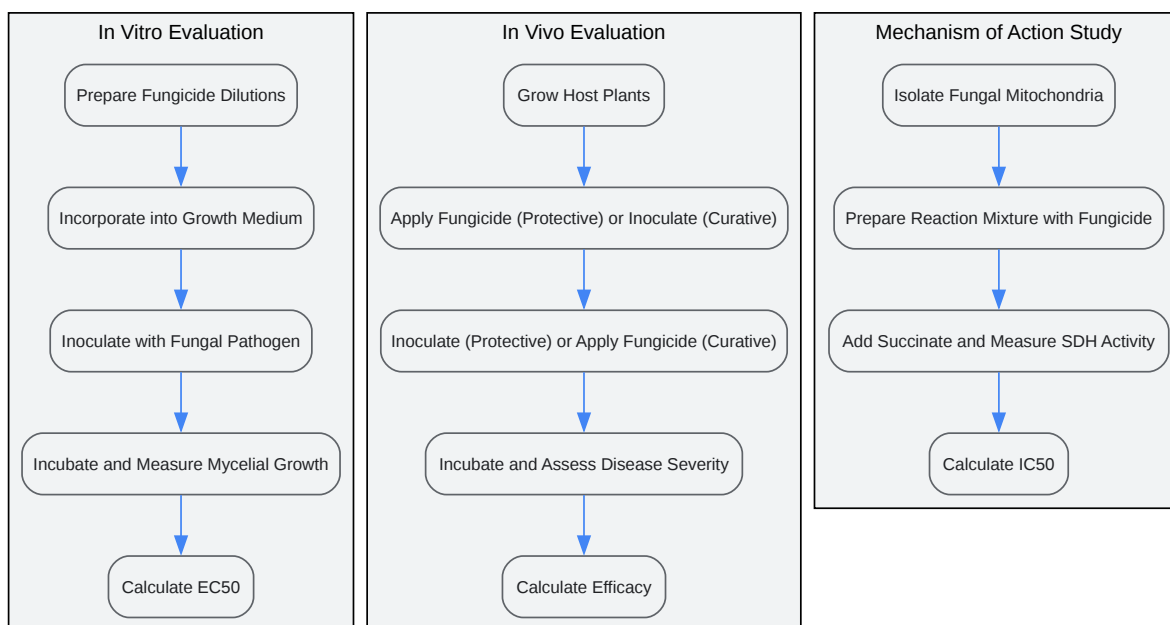 In Vitro Evaluation
Prepare Fungicide Dilutions
Incorporate into Growth Medium
Inoculate with Fungal Pathogen
Incubate and Measure Mycelial Growth
Calculate EC50
In Vivo Evaluation
Grow Host Plants
Apply Fungicide (Protective) or Inoculate (Curative)
Inoculate (Protective) or Apply Fungicide (Curative)
Incubate and Assess Disease Severity
Calculate Efficacy
Mechanism of Action Study
Isolate Fungal Mitochondria
Prepare Reaction Mixture with Fungicide
Add Succinate and Measure SDH Activity
Calculate IC50